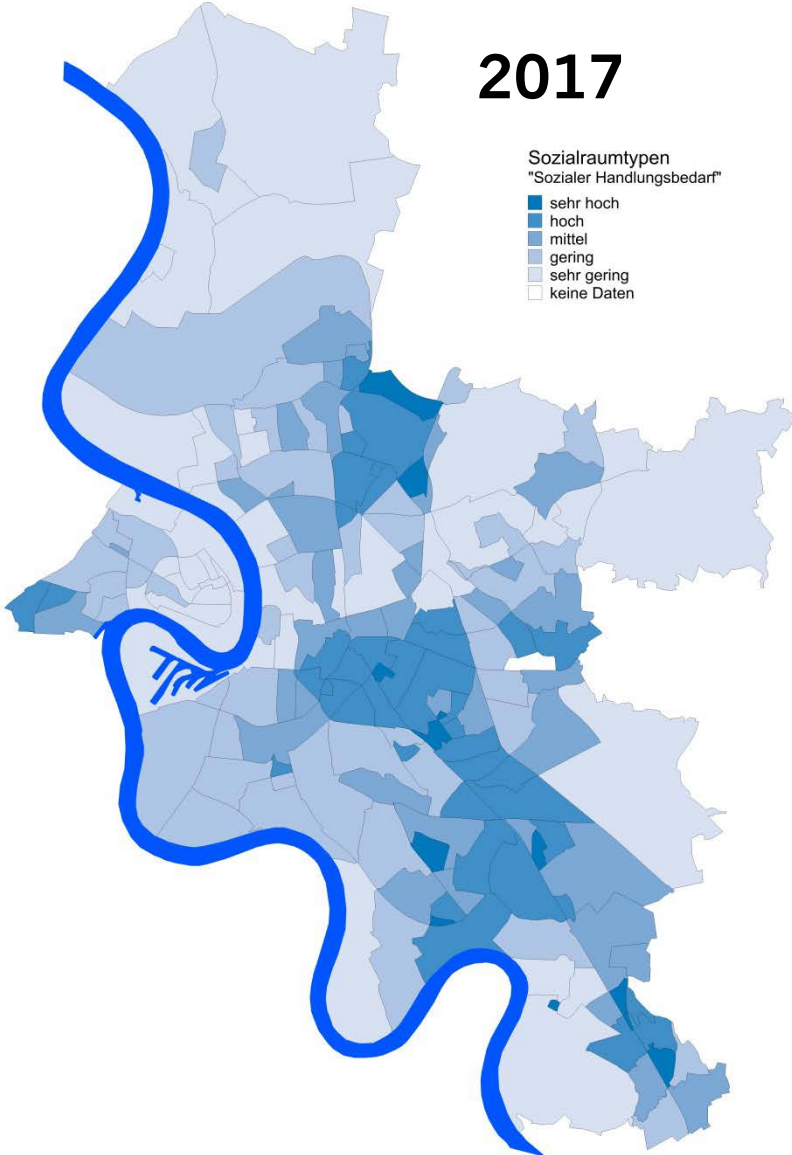 2017
Sozialraumtypen
"Sozialer Handlungsbedarf"
sehr hoch
hoch
mittel
gering
sehr gering
keine Daten